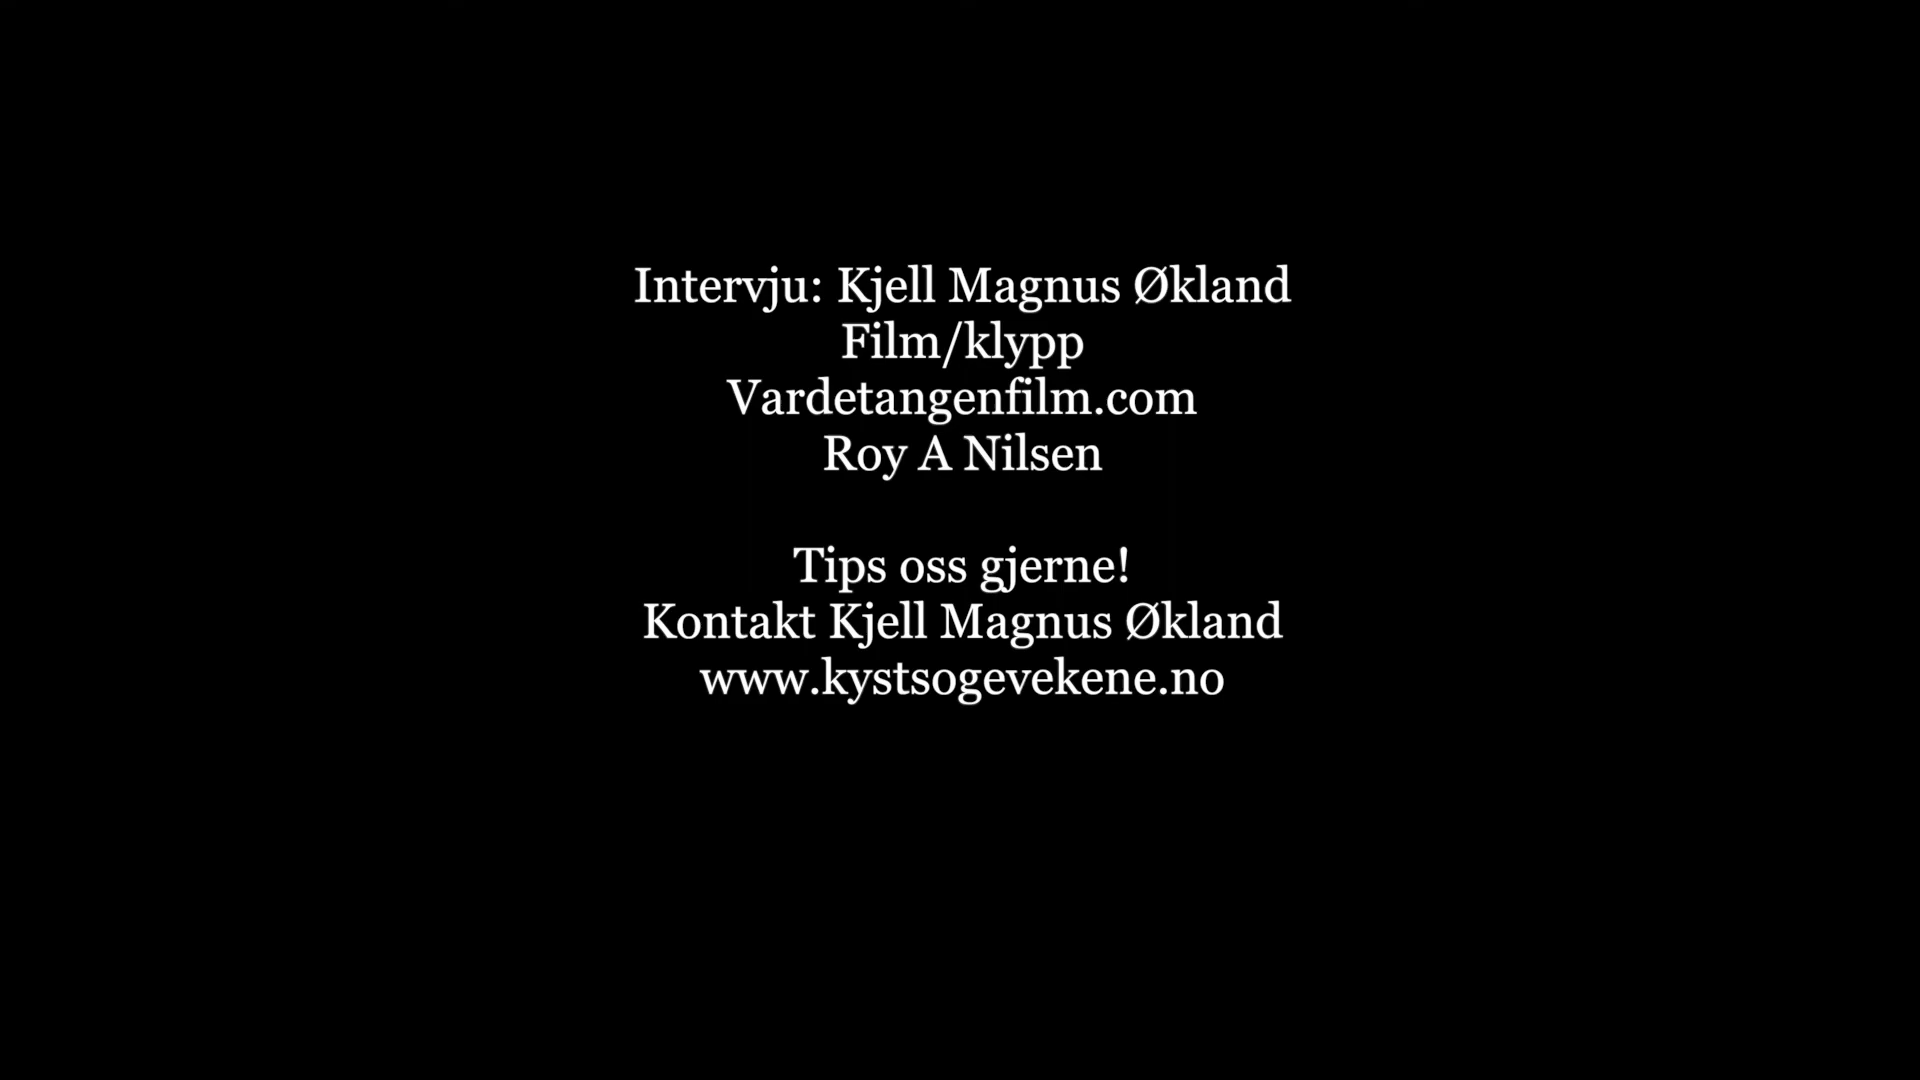 Intervju: Kjell Magnus Økland
Film/klypp
Vardetangenfilm.com
Roy A Nilsen
Tips oss gjerne!
Kontakt Kjell Magnus Økland
www.kystsogevekene.no